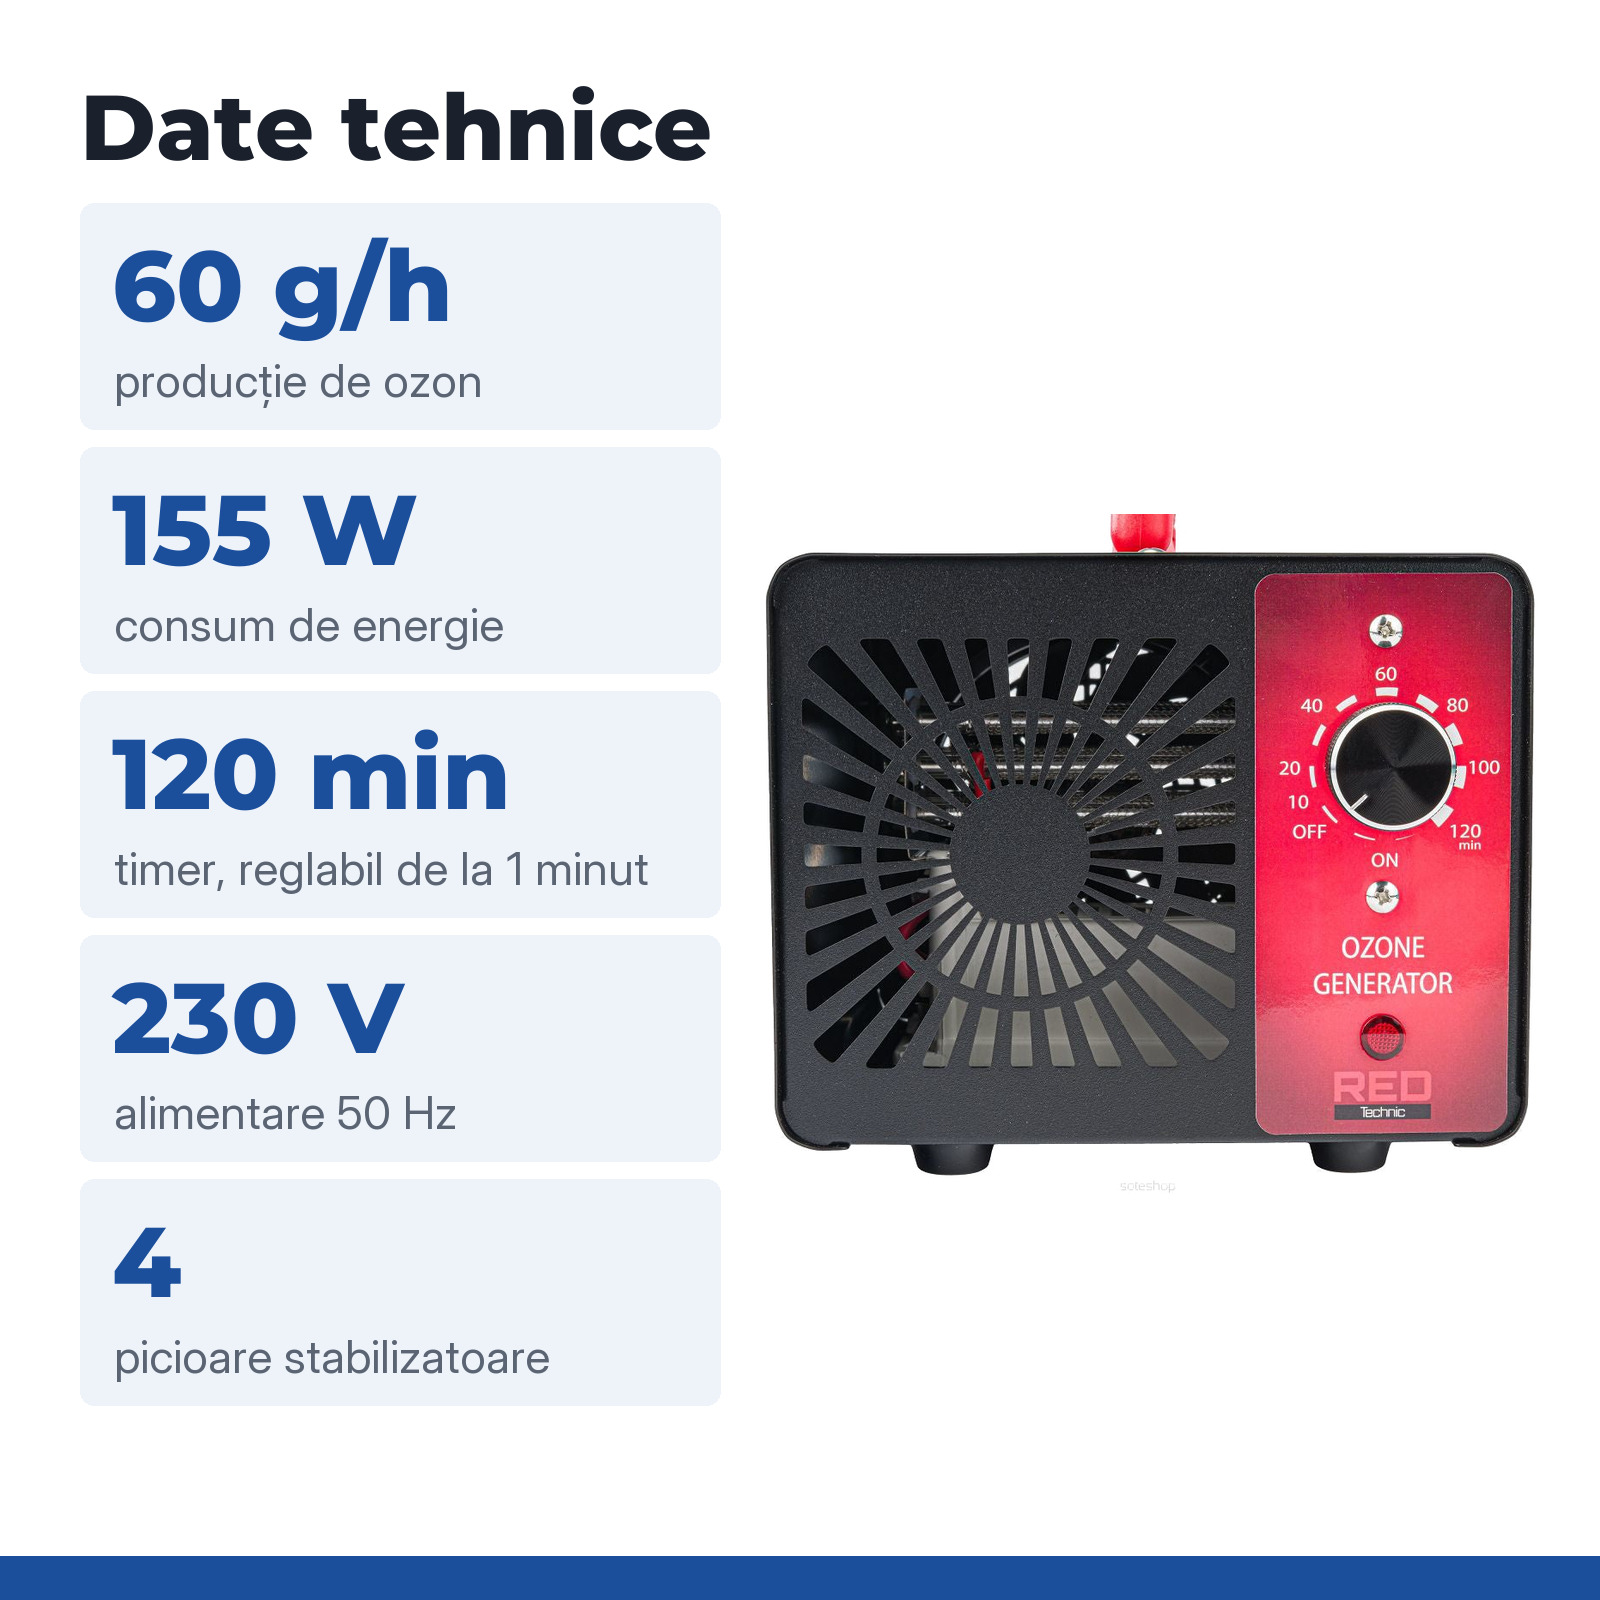 Date tehnice
60 g/h
producție de ozon
155 W
consum de energie
120 min
timer, reglabil de la 1 minut
230 V
alimentare 50 Hz
4
picioare stabilizatoare
60
40
80
20
100
10
OFF
120
min
ON
OZONE
GENERATOR
RED
Technic
soteshop